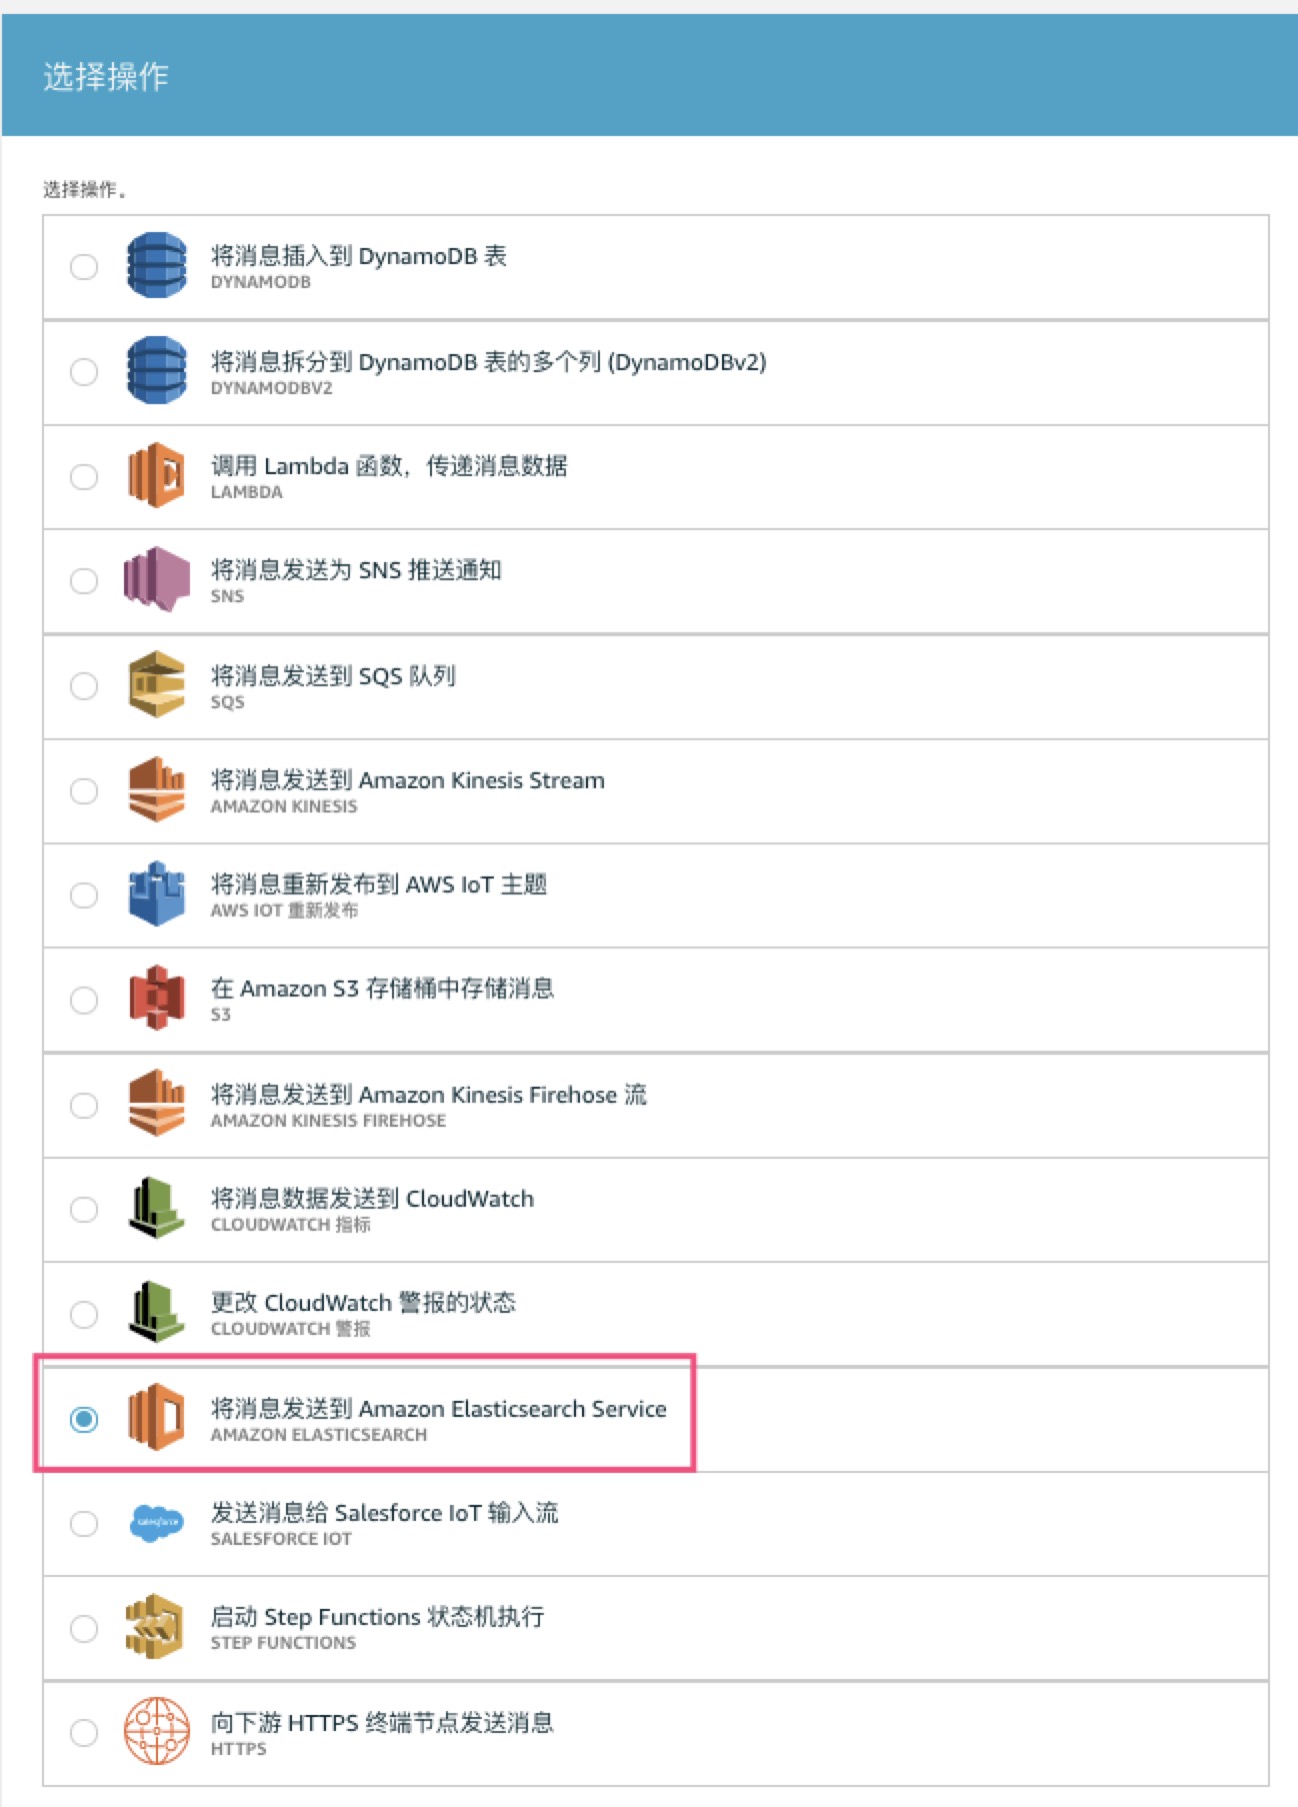 选择操作
选择操作。
将消息插入到 DynamoDB 表
DYNAMODB
将消息拆分到 DynamoDB 表的多个列 (DynamoDBv2)
DYNAMODBV2
调用 Lambda 函数，传递消息数据
LAMBDA
将消息发送为 SNS 推送通知
SNS
将消息发送到 SQS 队列
SQS
将消息发送到 Amazon Kinesis Stream
AMAZON KINESIS
将消息重新发布到 AWS IoT 主题
AWS IOT 重新发布
在 Amazon S3 存储桶中存储消息
S3
将消息发送到 Amazon Kinesis Firehose 流
AMAZON KINESIS FIREHOSE
将消息数据发送到 CloudWatch
CLOUDWATCH 指标
更改 CloudWatch 警报的状态
CLOUDWATCH 警报
将消息发送到 Amazon Elasticsearch Service
AMAZON ELASTICSEARCH
salesforce
发送消息给 Salesforce IoT 输入流
SALESFORCE IOT
启动 Step Functions 状态机执行
STEP FUNCTIONS
向下游 HTTPS 终端节点发送消息
HTTPS